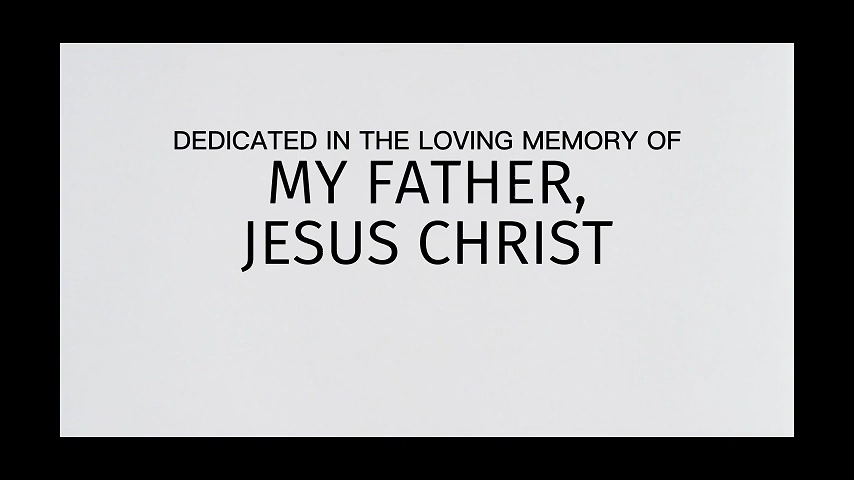 DEDICATED IN THE LOVING MEMORY OF
MY FATHER,
JESUS CHRIST